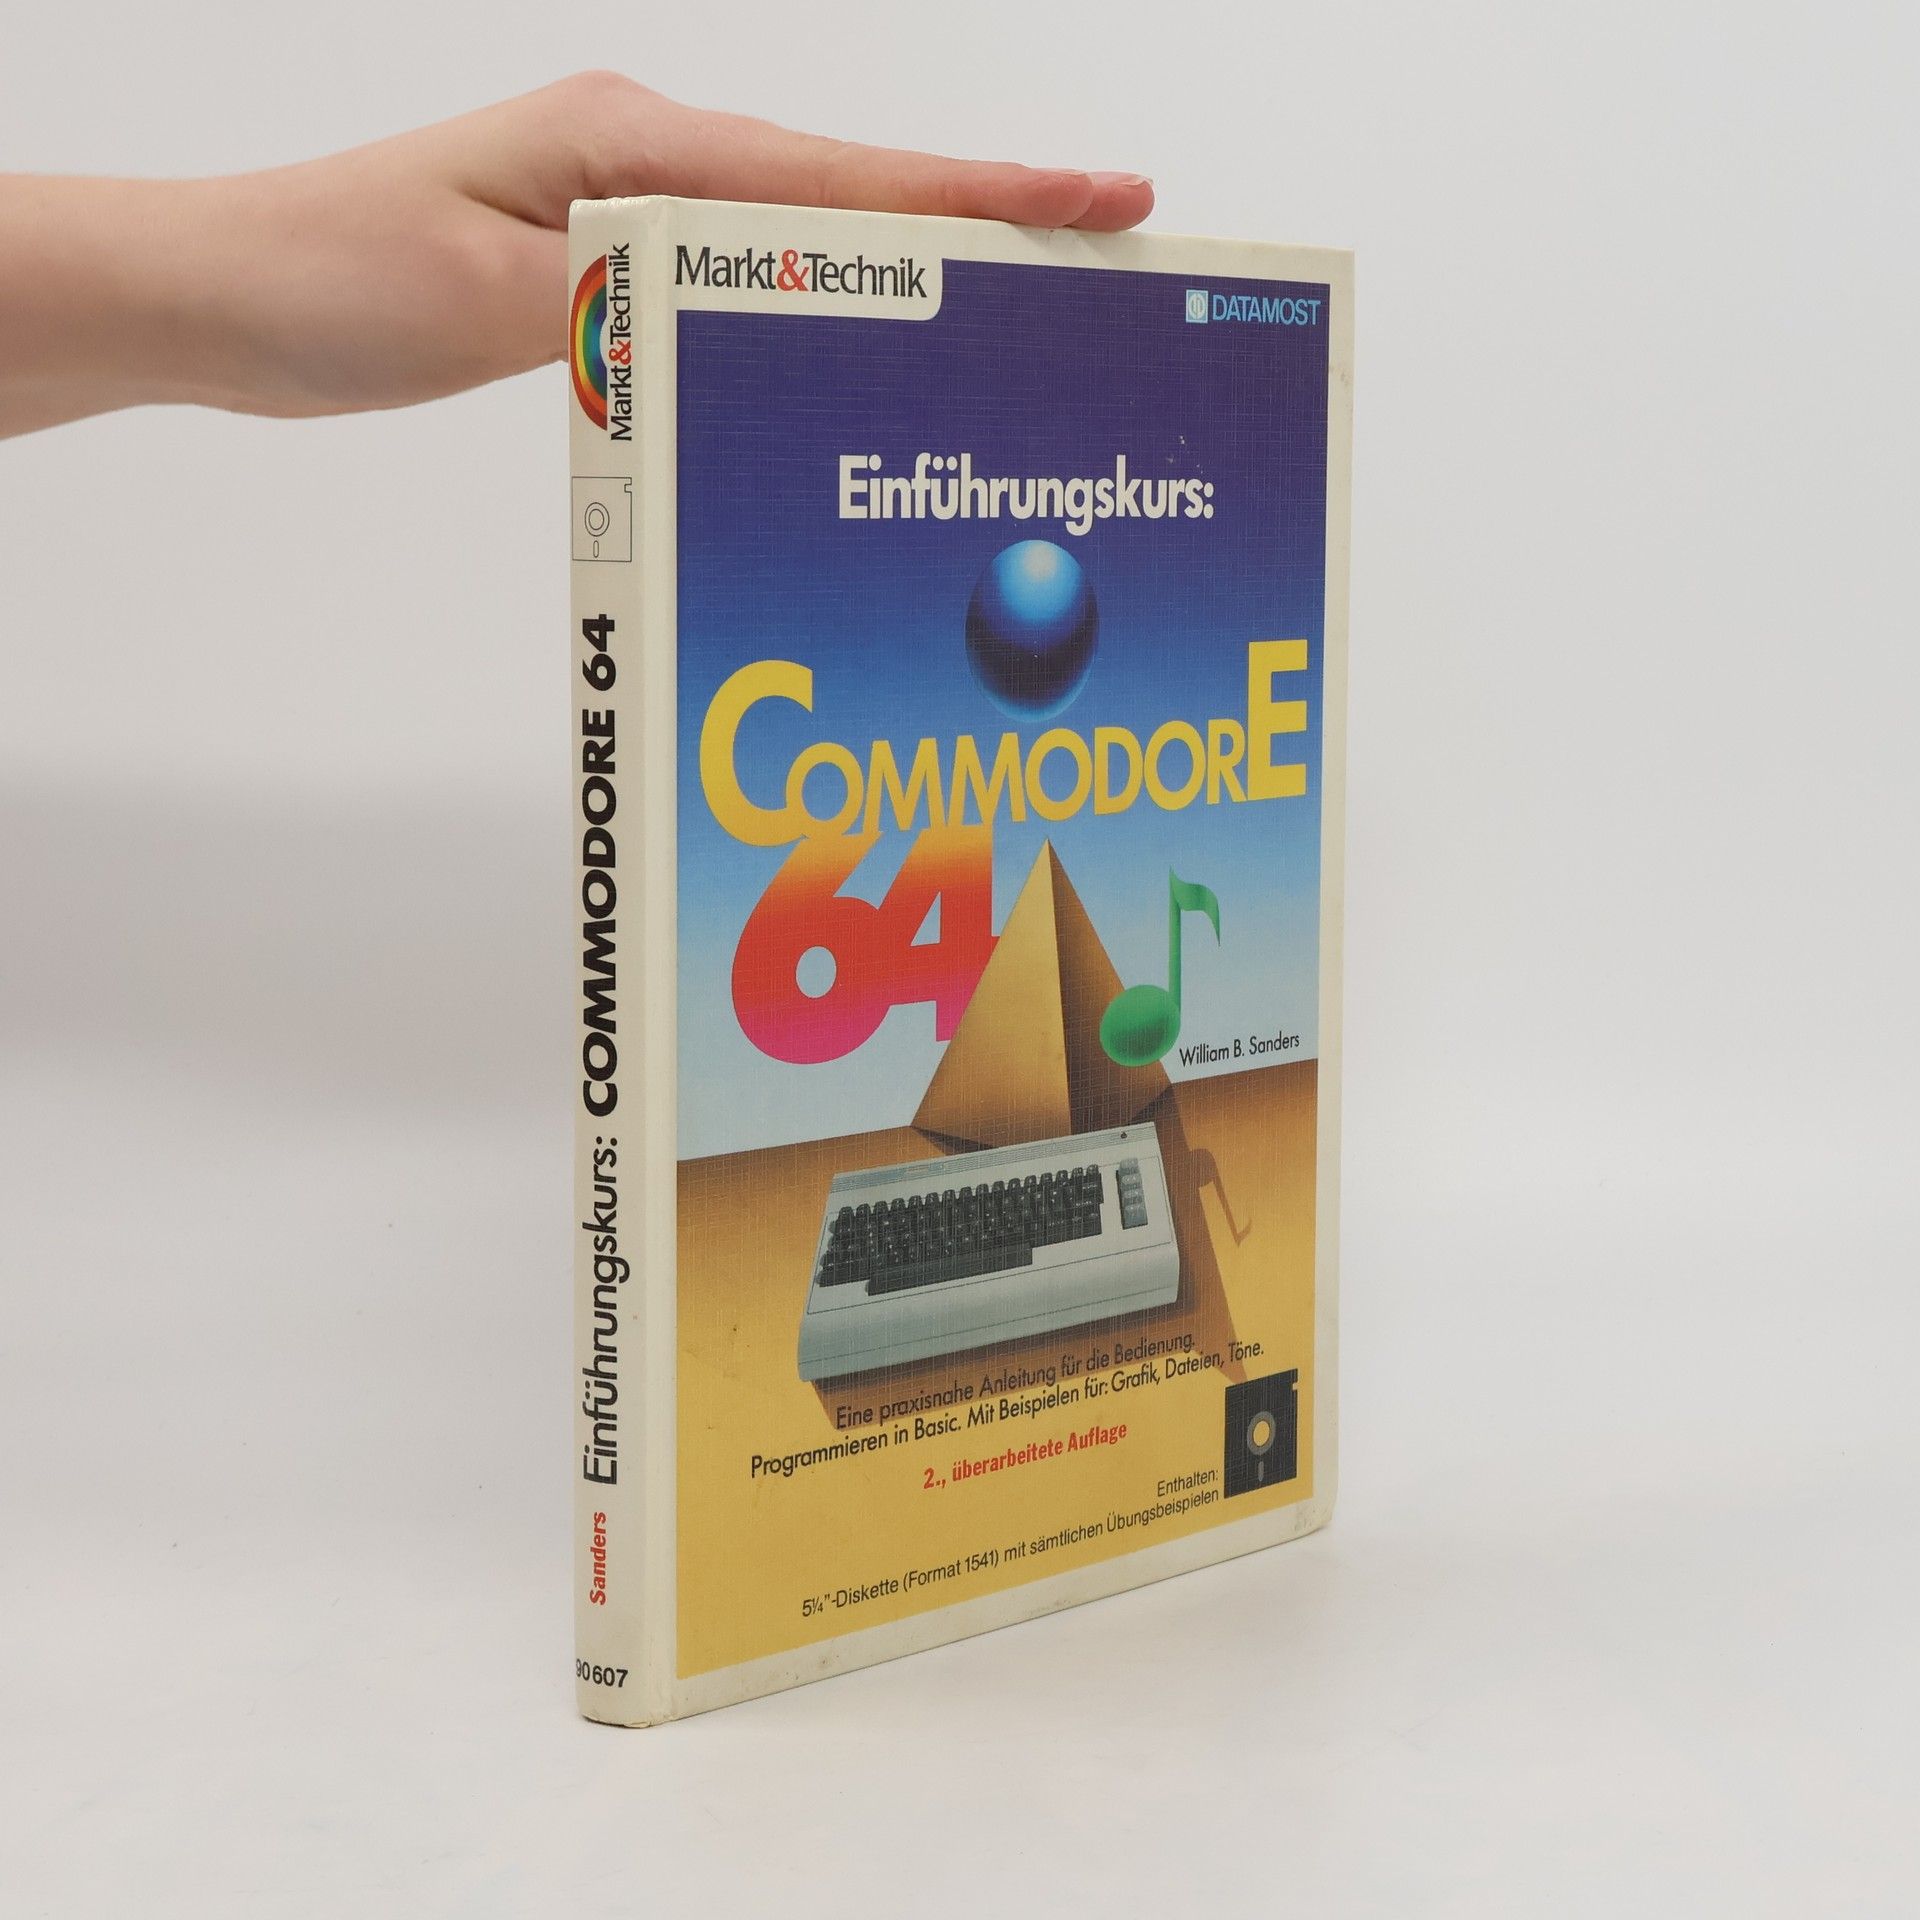 Markt&Technik
DATAMOST
Einführungskurs:
COMMODORE
64
William B. Sanders
Eine praxisnahe Anleitung für die Bedienung.
Programmieren in Basic. Mit Beispielen für: Grafik, Dateien, Töne.
2., überarbeitete Auflage
Enthalten:
5¼"-Diskette (Format 1541) mit sämtlichen Übungsbeispielen
Markt&Technik
Sanders Einführungskurs: COMMODORE 64
90607